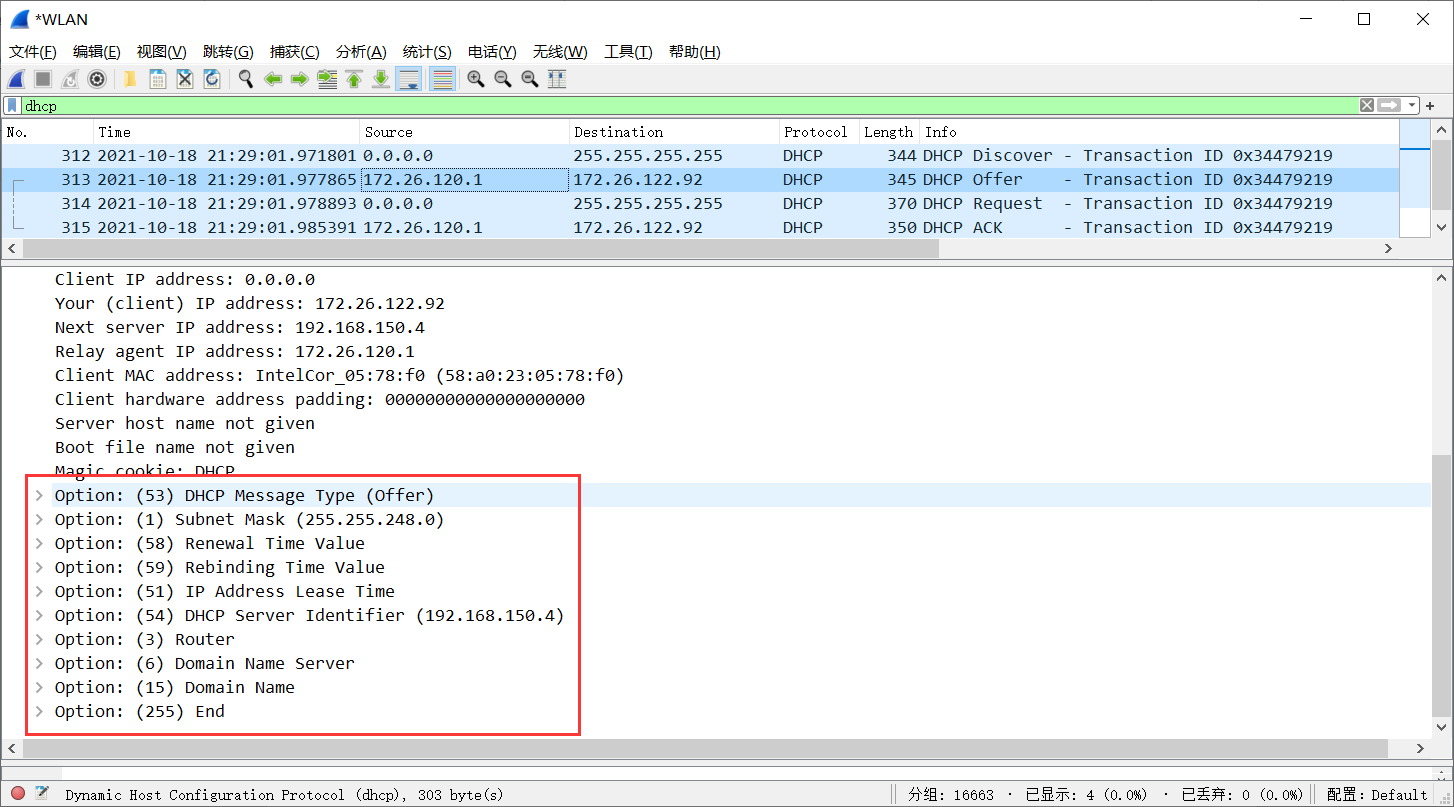 *WLAN
文件(F) 编辑(E) 视图(V) 跳转(G) 捕获(C) 分析(A) 统计(S) 电话(Y) 无线(W) 工具(T) 帮助(H)
dhcp
No. Time Source Destination Protocol Length Info
312 2021-10-18 21:29:01.971801 0.0.0.0 255.255.255.255 DHCP 344 DHCP Discover - Transaction ID 0x34479219
313 2021-10-18 21:29:01.977865 172.26.120.1 172.26.122.92 DHCP 345 DHCP Offer - Transaction ID 0x34479219
314 2021-10-18 21:29:01.978893 0.0.0.0 255.255.255.255 DHCP 370 DHCP Request - Transaction ID 0x34479219
315 2021-10-18 21:29:01.985391 172.26.120.1 172.26.122.92 DHCP 350 DHCP ACK - Transaction ID 0x34479219
Client IP address: 0.0.0.0
Your (client) IP address: 172.26.122.92
Next server IP address: 192.168.150.4
Relay agent IP address: 172.26.120.1
Client MAC address: IntelCor_05:78:f0 (58:a0:23:05:78:f0)
Client hardware address padding: 00000000000000000000
Server host name not given
Boot file name not given
Magic cookie: DHCP
Option: (53) DHCP Message Type (Offer)
Option: (1) Subnet Mask (255.255.248.0)
Option: (58) Renewal Time Value
Option: (59) Rebinding Time Value
Option: (51) IP Address Lease Time
Option: (54) DHCP Server Identifier (192.168.150.4)
Option: (3) Router
Option: (6) Domain Name Server
Option: (15) Domain Name
Option: (255) End
Dynamic Host Configuration Protocol (dhcp), 303 byte(s) 分组: 16663 · 已显示: 4 (0.0%) · 已丢弃: 0 (0.0%) 配置: Default